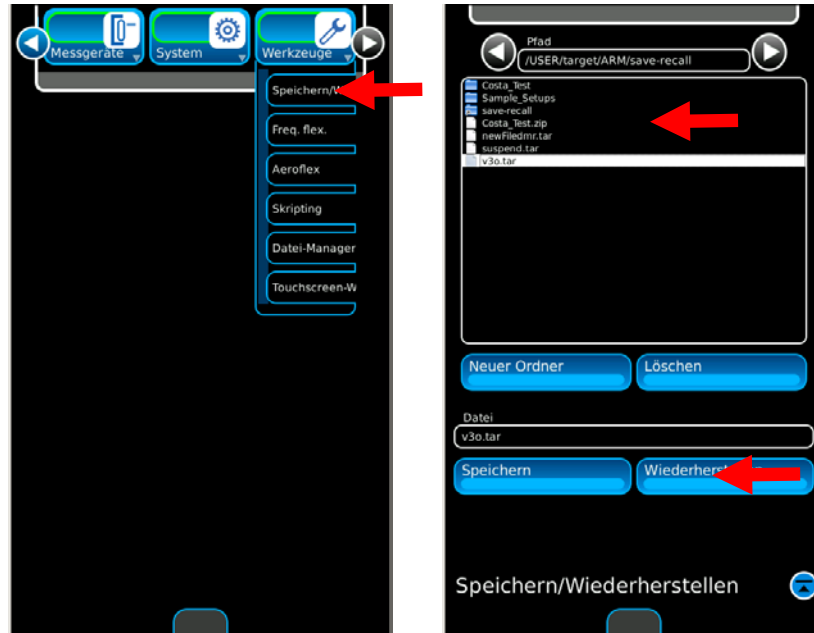 Messgeräte
System
Werkzeuge
Speichern/W
Freq. flex.
Aeroflex
Skripting
Datei-Manager
Touchscreen-W
Pfad
/USER/target/ARM/save-recall
Costa_Test
Sample_Setups
save-recall
Costa_Test.zip
newFiledmr.tar
suspend.tar
v3o.tar
Neuer Ordner
Löschen
Datei
v3o.tar
Speichern
Wiederherstellen
Speichern/Wiederherstellen